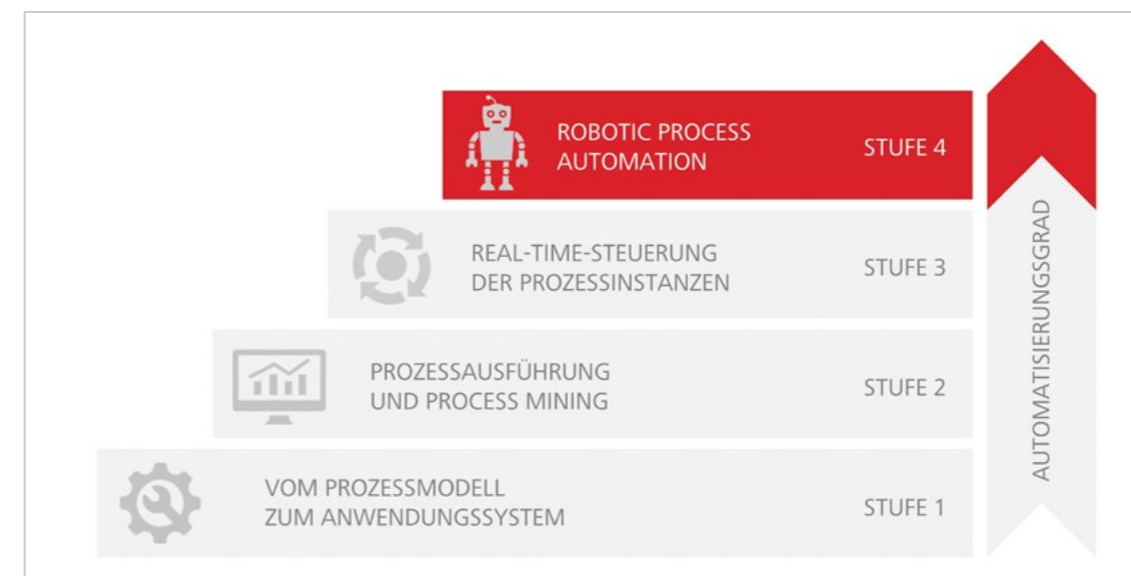 ROBOTIC PROCESS
AUTOMATION
STUFE 4
REAL-TIME-STEUERUNG
DER PROZESSINSTANZEN
STUFE 3
PROZESSAUSFÜHRUNG
UND PROCESS MINING
STUFE 2
VOM PROZESSMODELL
ZUM ANWENDUNGSSYSTEM
STUFE 1
AUTOMATISIERUNGSGRAD